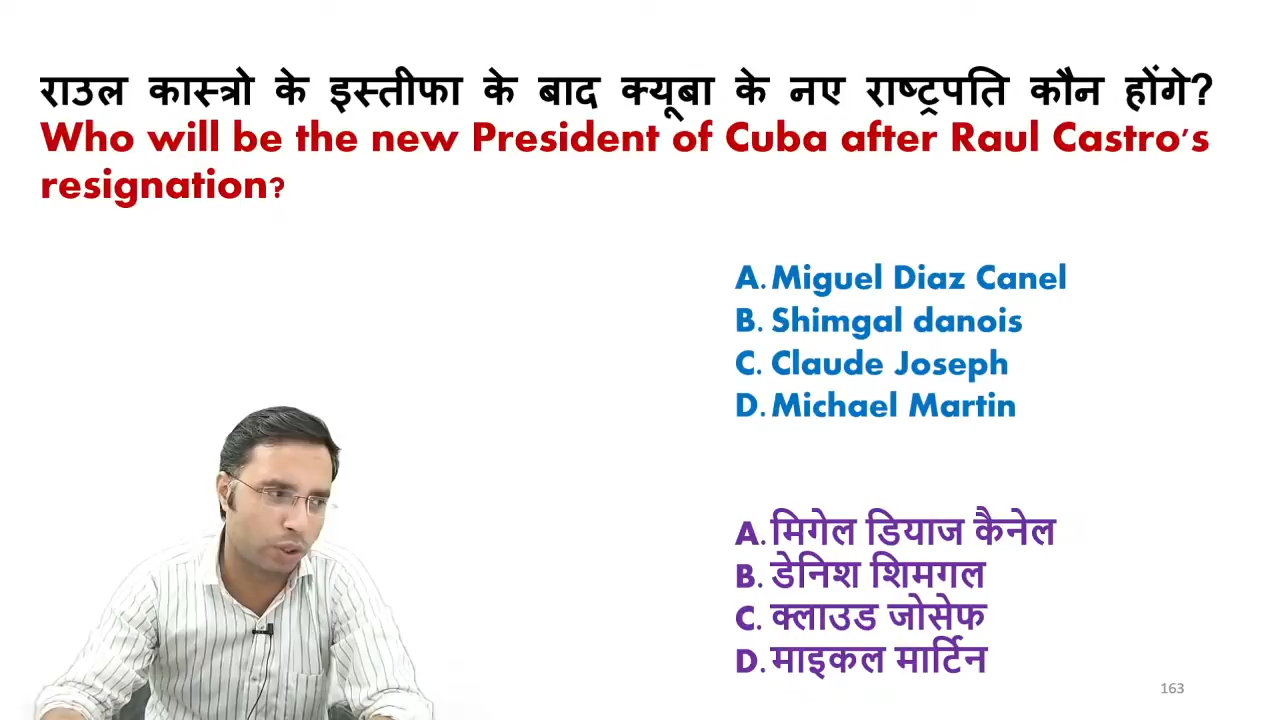 राउल कास्त्रो के इस्तीफा के बाद क्यूबा के नए राष्ट्रपति कौन होंगे?
Who will be the new President of Cuba after Raul Castro's
resignation?
A. Miguel Diaz Canel
B. Shimgal danois
C. Claude Joseph
D. Michael Martin
A. मिगेल डियाज कैनेल
B. डेनिश शिमगल
C. क्लाउड जोसेफ
D. माइकल मार्टिन
163